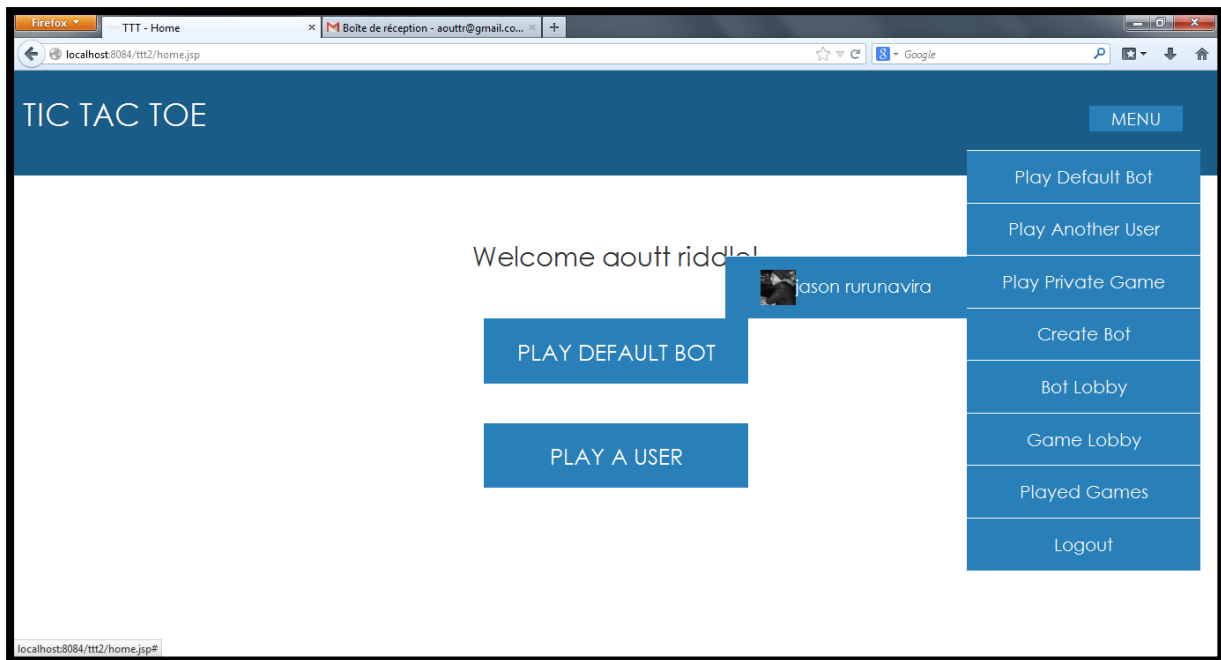 Firefox
TTT - Home
Boîte de réception - aouttr@gmail.co...
localhost:8084/ttt2/home.jsp
8
Google
TIC TAC TOE
MENU
Play Default Bot
Play Another User
Play Private Game
Create Bot
Bot Lobby
Game Lobby
Played Games
Logout
Welcome aoutt riddle!
jason rurunavira
PLAY DEFAULT BOT
PLAY A USER
localhost:8084/ttt2/home.jsp#